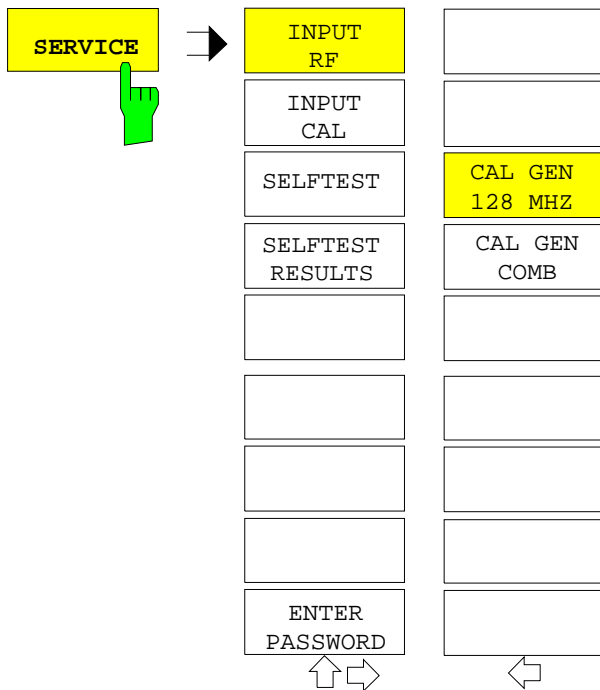 SERVICE
INPUT
RF
INPUT
CAL
SELFTEST
SELFTEST
RESULTS
ENTER
PASSWORD
CAL GEN
128 MHZ
CAL GEN
COMB